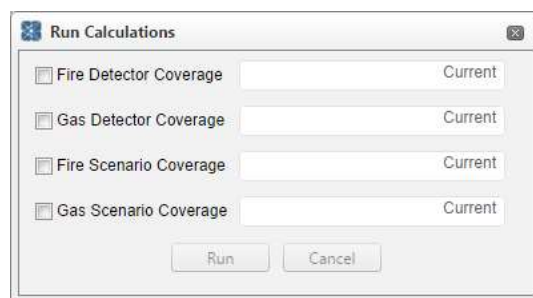 Run Calculations
Fire Detector Coverage Current
Gas Detector Coverage Current
Fire Scenario Coverage Current
Gas Scenario Coverage Current
Run Cancel